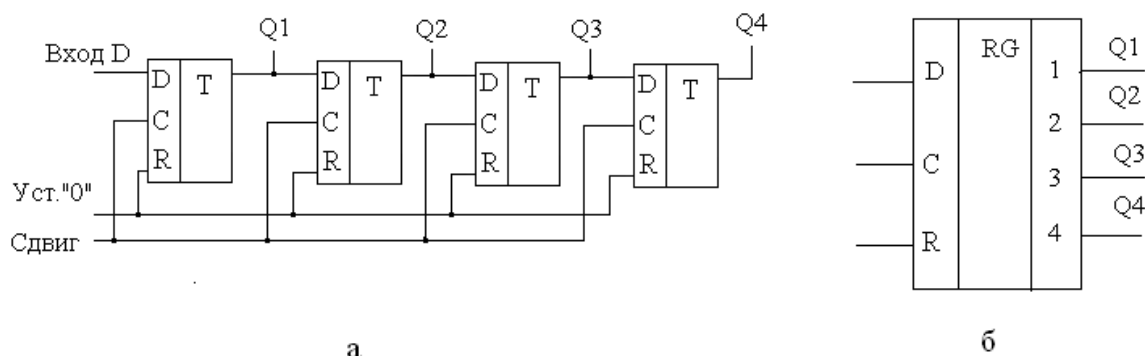 Вход D
Q1
Q2
Q3
Q4
D T
C
R
D T
C
R
D T
C
R
D T
C
R
Уст."0"
Сдвиг
а
D RG 1 Q1
2 Q2
C 3 Q3
R 4 Q4
б